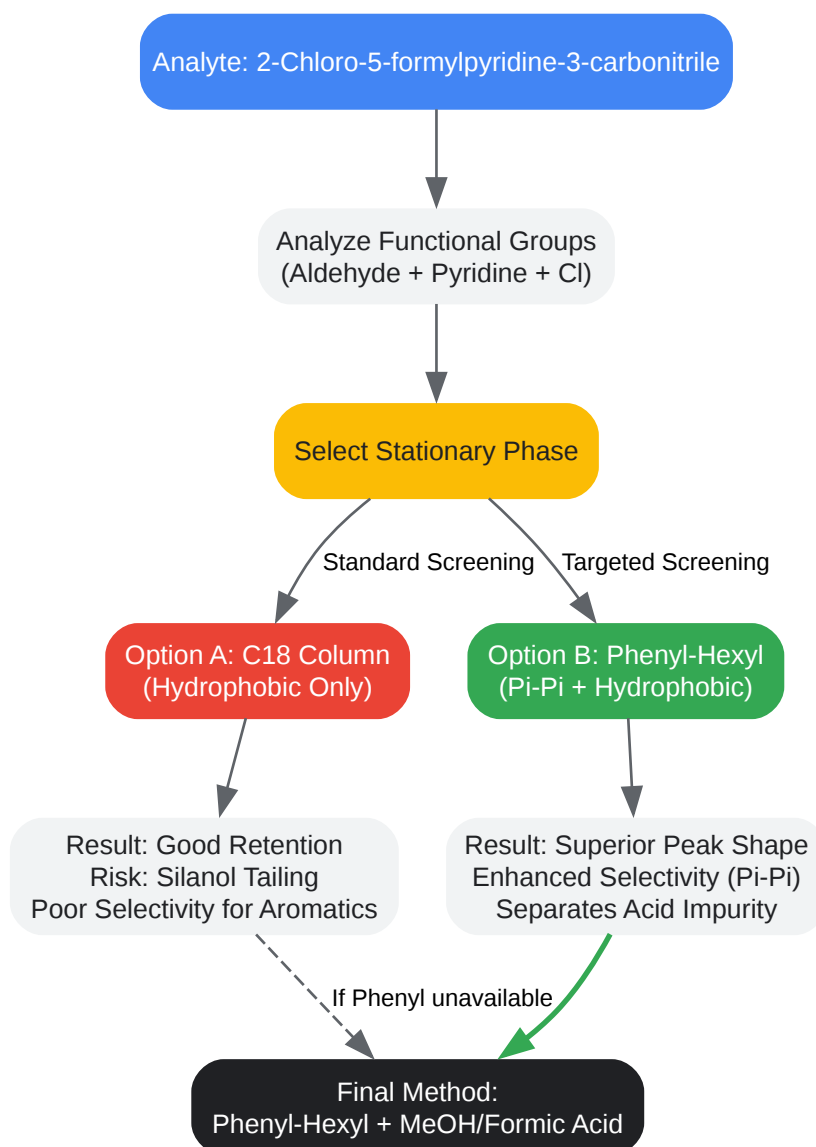 Analyte: 2-Chloro-5-formylpyridine-3-carbonitrile
Analyze Functional Groups
(Aldehyde + Pyridine + Cl)
Select Stationary Phase
Standard Screening
Targeted Screening
Option A: C18 Column
(Hydrophobic Only)
Option B: Phenyl-Hexyl
(Pi-Pi + Hydrophobic)
Result: Good Retention
Risk: Silanol Tailing
Poor Selectivity for Aromatics
Result: Superior Peak Shape
Enhanced Selectivity (Pi-Pi)
Separates Acid Impurity
If Phenyl unavailable
Final Method:
Phenyl-Hexyl + MeOH/Formic Acid